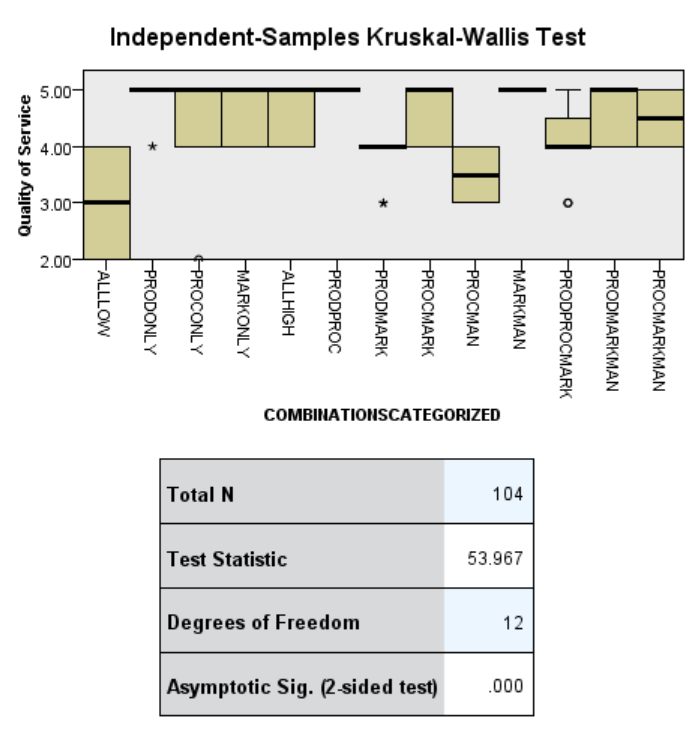 Independent-Samples Kruskal-Wallis Test
Quality of Service
5.00
4.00
3.00
2.00
ALLLOW
PRODONLY
PROCONLY
MARKONLY
ALLHIGH
PRODPROC
PRODMARK
PROCMARK
PROCMAN
MARKMAN
PRODPROCMARK
PRODMARKMAN
PROCMARKMAN
COMBINATIONSCATEGORIZED
Total N 104
Test Statistic 53.967
Degrees of Freedom 12
Asymptotic Sig. (2-sided test) .000